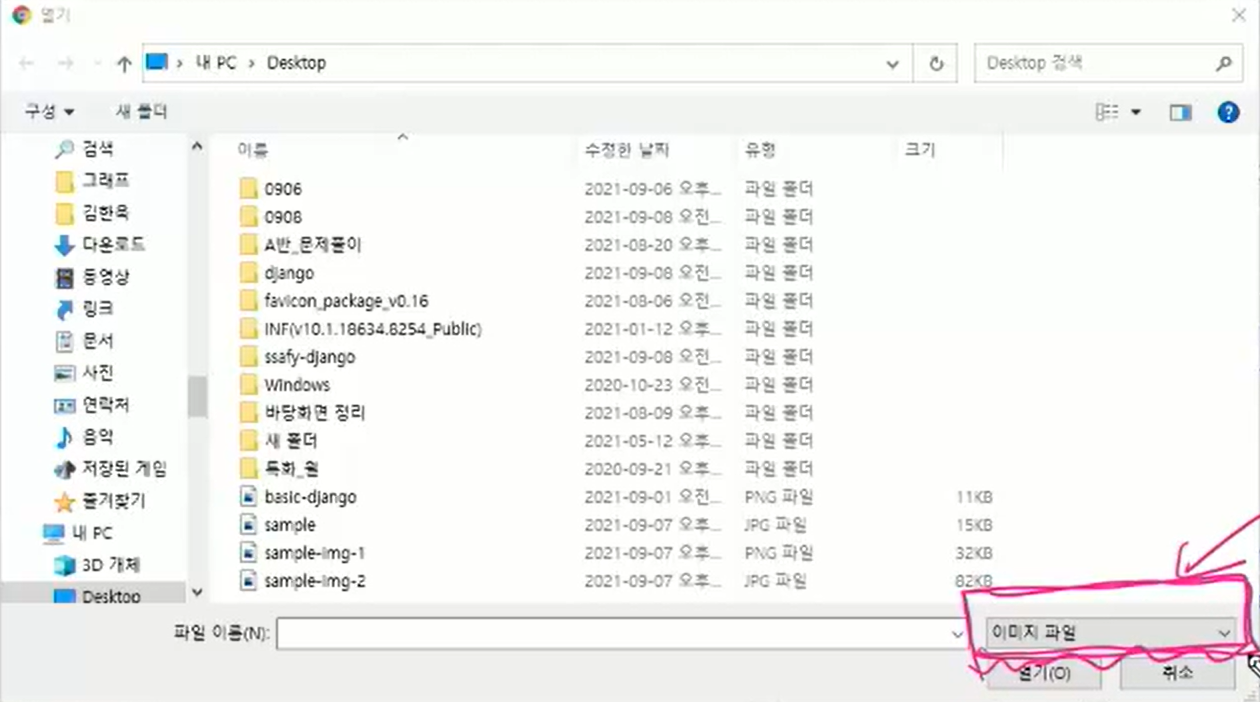 열기
내 PC > Desktop
Desktop 검색
구성
새 폴더
검색
그래프
김한욱
다운로드
동영상
링크
문서
사진
연락처
음악
저장된 게임
즐겨찾기
내 PC
3D 개체
Desktop
이름 수정한 날짜 유형 크기
0906 2021-09-06 오후... 파일 폴더
0908 2021-09-08 오전... 파일 폴더
A반_문제풀이 2021-08-20 오후... 파일 폴더
django 2021-09-08 오전... 파일 폴더
favicon_package_v0.16 2021-08-06 오전... 파일 폴더
INF(v10.1.18634.8254_Public) 2021-01-12 오후... 파일 폴더
ssafy-django 2021-09-08 오전... 파일 폴더
Windows 2020-10-23 오전... 파일 폴더
바탕화면 정리 2021-08-09 오후... 파일 폴더
새 폴더 2021-05-12 오후... 파일 폴더
특화_월 2020-09-21 오후... 파일 폴더
basic-django 2021-09-01 오전... PNG 파일 11KB
sample 2021-09-07 오후... JPG 파일 15KB
sample-img-1 2021-09-07 오후... PNG 파일 32KB
sample-img-2 2021-09-07 오후... JPG 파일 82KB
파일 이름(N):
이미지 파일
열기(O)
취소